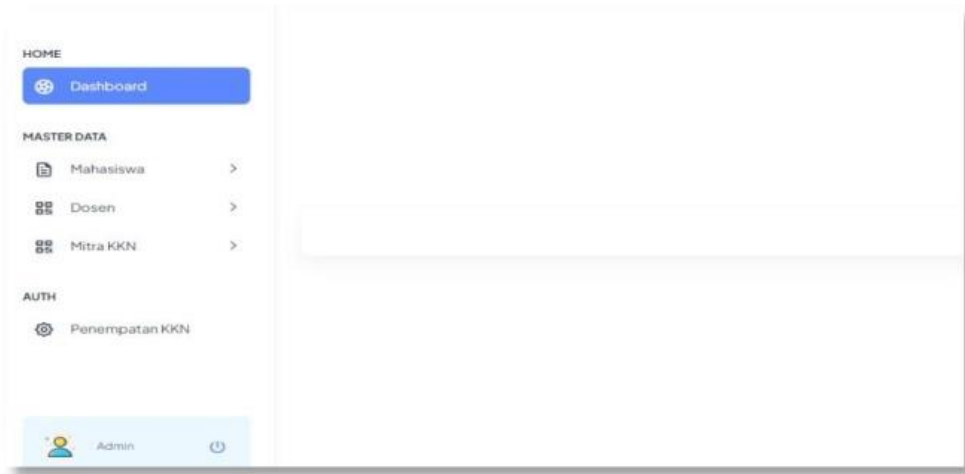 HOME
Dashboard
MASTER DATA
Mahasiswa
Dosen
Mitra KKN
AUTH
Penempatan KKN
Admin